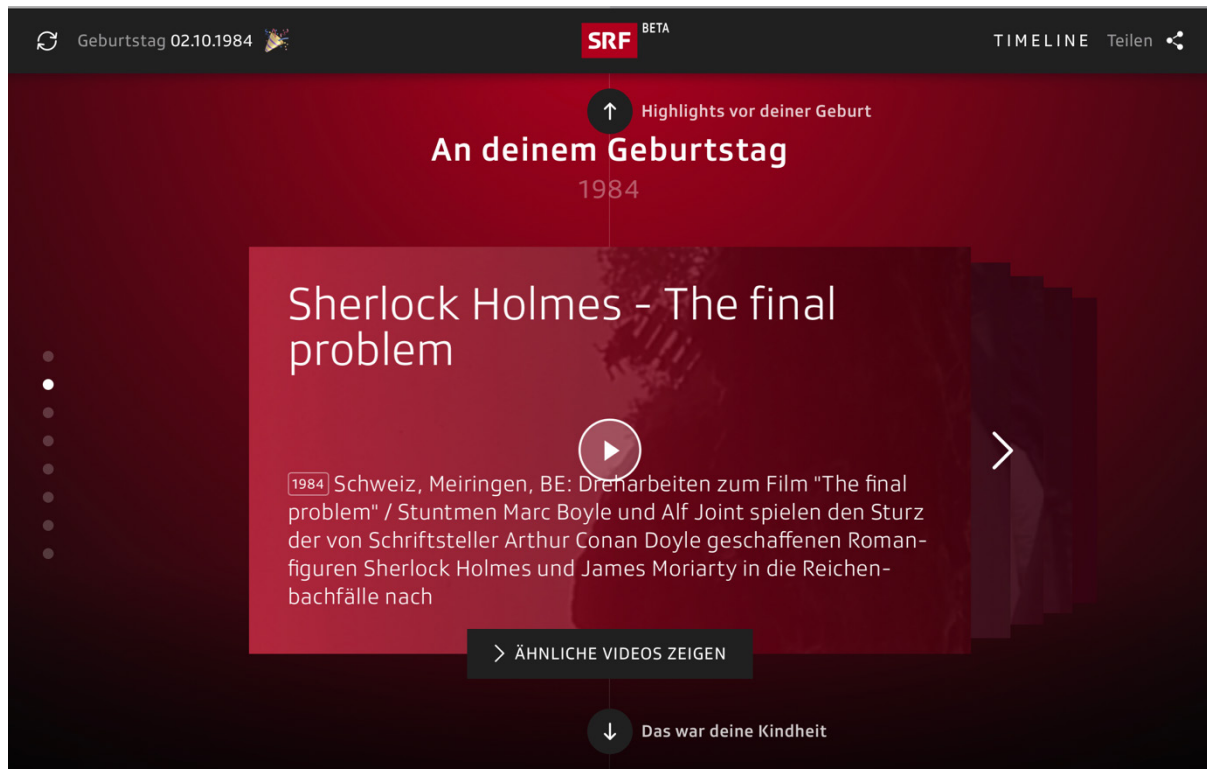 Geburtstag 02.10.1984
SRF BETA
TIMELINE Teilen
Highlights vor deiner Geburt
An deinem Geburtstag
1984
Sherlock Holmes - The final
problem
1984 Schweiz, Meiringen, BE: Dreharbeiten zum Film "The final
problem" / Stuntmen Marc Boyle und Alf Joint spielen den Sturz
der von Schriftsteller Arthur Conan Doyle geschaffenen Roman-
figuren Sherlock Holmes und James Moriarty in die Reichen-
bachfälle nach
ÄHNLICHE VIDEOS ZEIGEN
Das war deine Kindheit